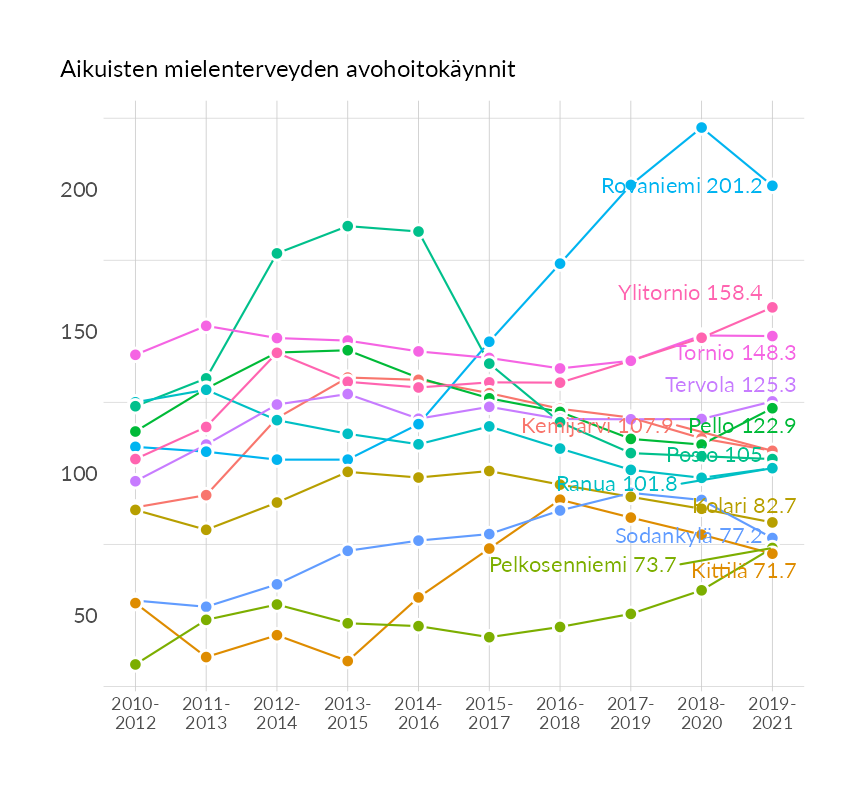 Aikuisten mielenterveyden avohoitokäynnit
200
150
100
50
Rovaniemi 201.2
Ylitornio 158.4
Tornio 148.3
Tervola 125.3
Kemijärvi 107.9
Pello 122.9
Posio 105
Ranua 101.8
Kolari 82.7
Sodankylä 77.2
Pelkosenniemi 73.7
Kittilä 71.7
2010-
2012
2011-
2013
2012-
2014
2013-
2015
2014-
2016
2015-
2017
2016-
2018
2017-
2019
2018-
2020
2019-
2021